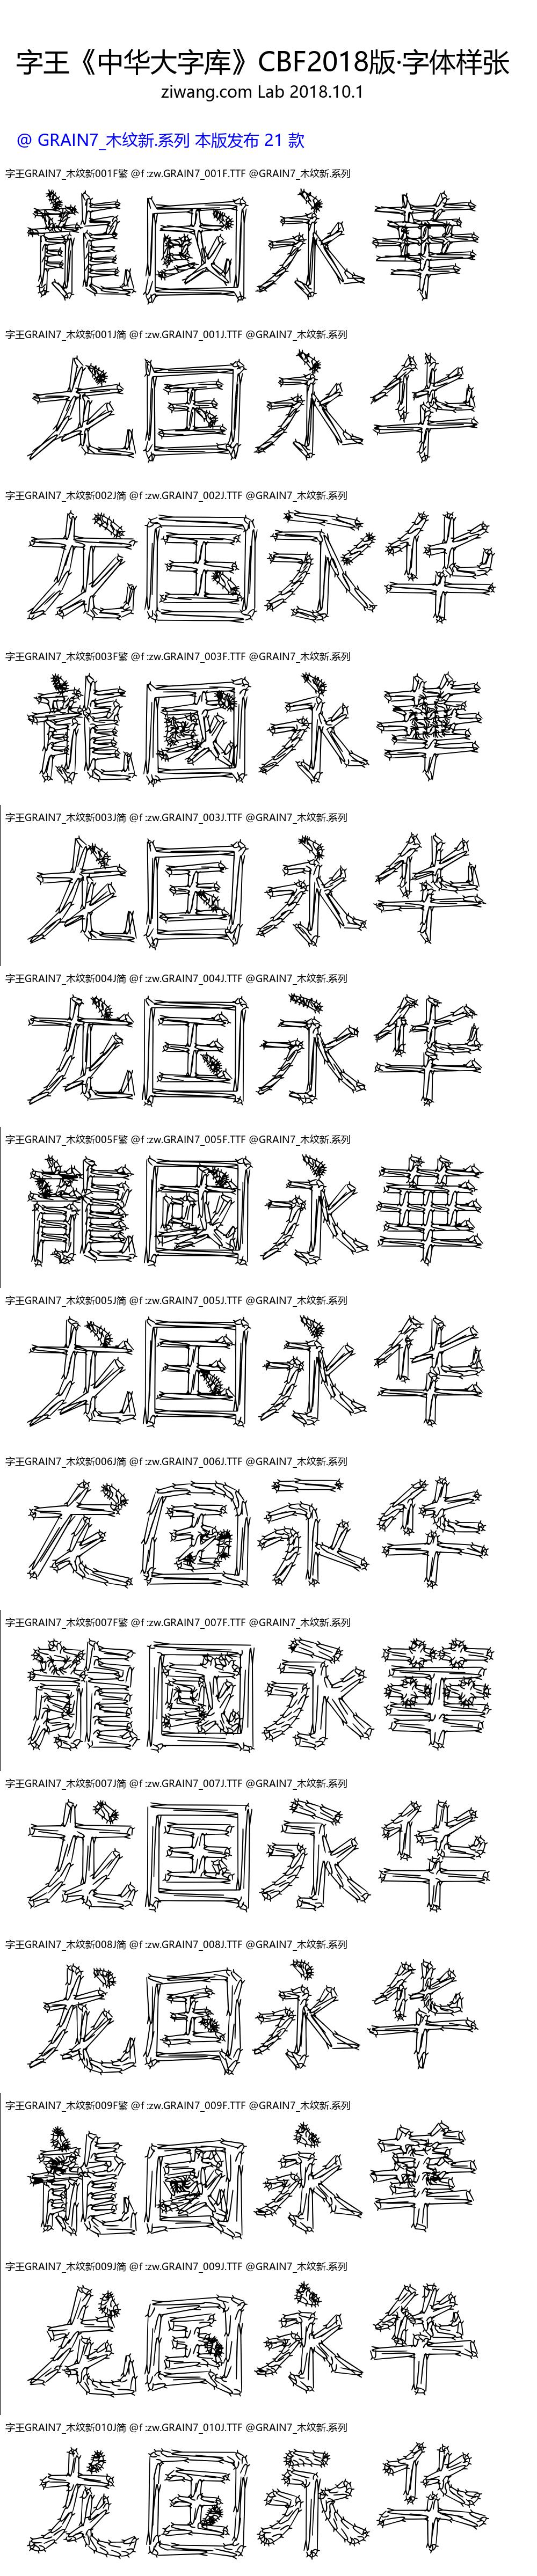 字王《中华大字库》CBF2018版·字体样张
ziwang.com Lab 2018.10.1
@ GRAIN7_木纹新.系列 本版发布 21 款
字王GRAIN7_木纹新001F繁 @f :zw.GRAIN7_001F.TTF @GRAIN7_木纹新.系列
龍國永華
字王GRAIN7_木纹新001J简 @f :zw.GRAIN7_001J.TTF @GRAIN7_木纹新.系列
龙国永华
字王GRAIN7_木纹新002J简 @f :zw.GRAIN7_002J.TTF @GRAIN7_木纹新.系列
龙国永华
字王GRAIN7_木纹新003F繁 @f :zw.GRAIN7_003F.TTF @GRAIN7_木纹新.系列
龍國永華
字王GRAIN7_木纹新003J简 @f :zw.GRAIN7_003J.TTF @GRAIN7_木纹新.系列
龙国永华
字王GRAIN7_木纹新004J简 @f :zw.GRAIN7_004J.TTF @GRAIN7_木纹新.系列
龙国永华
字王GRAIN7_木纹新005F繁 @f :zw.GRAIN7_005F.TTF @GRAIN7_木纹新.系列
龍國永華
字王GRAIN7_木纹新005J简 @f :zw.GRAIN7_005J.TTF @GRAIN7_木纹新.系列
龙国永华
字王GRAIN7_木纹新006J简 @f :zw.GRAIN7_006J.TTF @GRAIN7_木纹新.系列
龙国永华
字王GRAIN7_木纹新007F繁 @f :zw.GRAIN7_007F.TTF @GRAIN7_木纹新.系列
龍國永華
字王GRAIN7_木纹新007J简 @f :zw.GRAIN7_007J.TTF @GRAIN7_木纹新.系列
龙国永华
字王GRAIN7_木纹新008J简 @f :zw.GRAIN7_008J.TTF @GRAIN7_木纹新.系列
龙国永华
字王GRAIN7_木纹新009F繁 @f :zw.GRAIN7_009F.TTF @GRAIN7_木纹新.系列
龍國永華
字王GRAIN7_木纹新009J简 @f :zw.GRAIN7_009J.TTF @GRAIN7_木纹新.系列
龙国永华
字王GRAIN7_木纹新010J简 @f :zw.GRAIN7_010J.TTF @GRAIN7_木纹新.系列
龙国永华